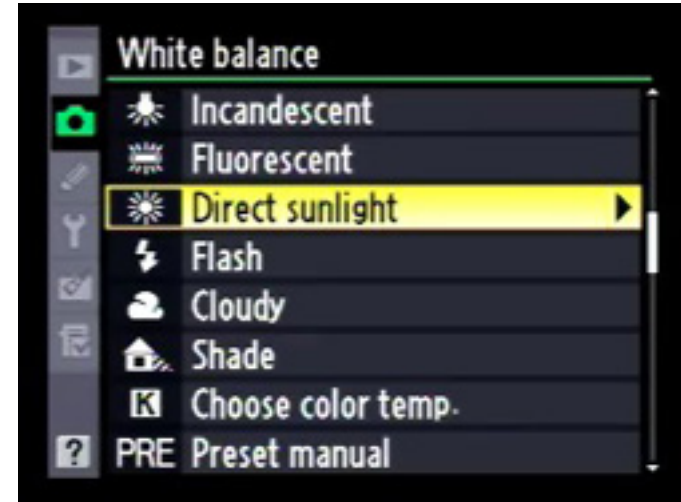 White balance
Incandescent
Fluorescent
Direct sunlight
Flash
Cloudy
Shade
K Choose color temp.
? PRE Preset manual